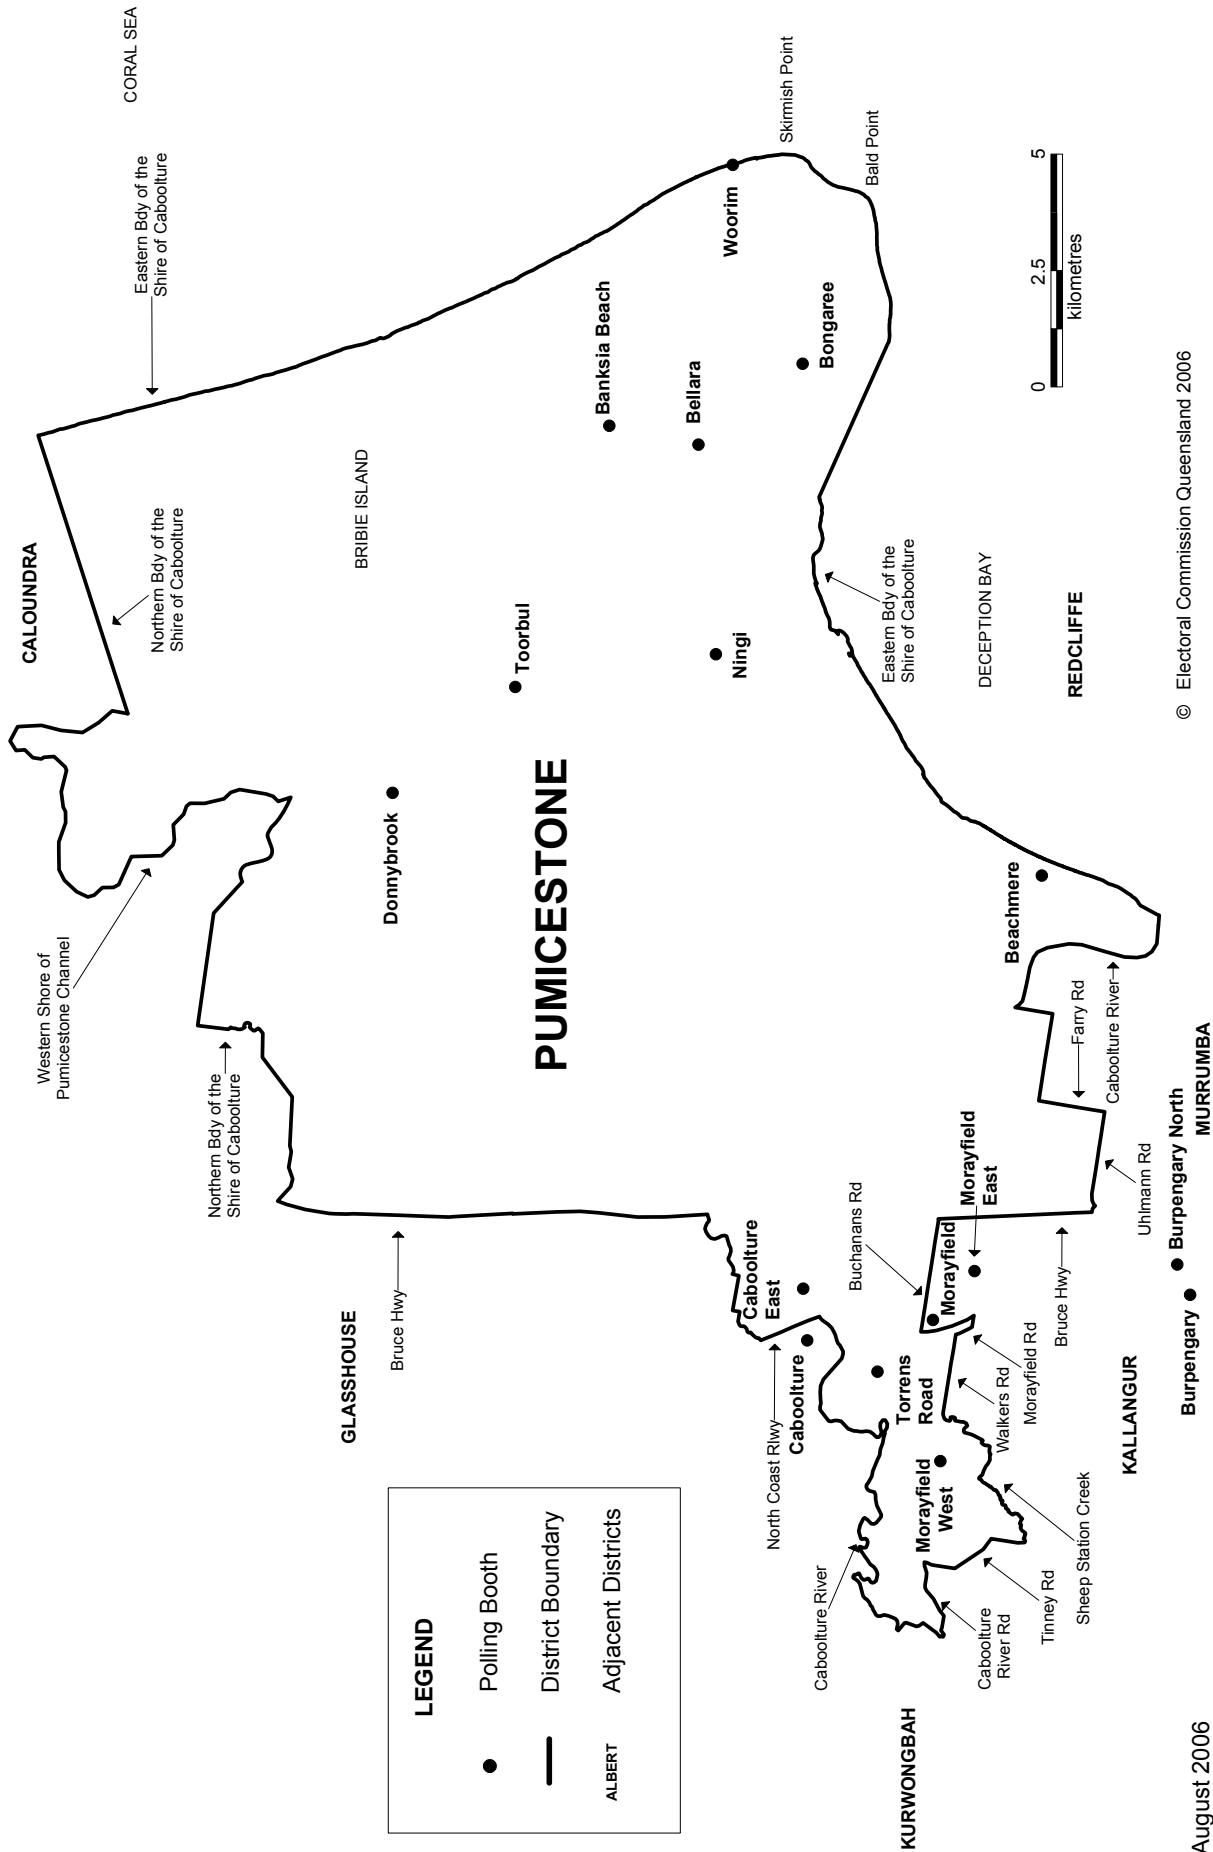 CORAL SEA
Eastern Bdy of the
Shire of Caboolture
CALOUNDRA
Northern Bdy of the
Shire of Caboolture
Western Shore of
Pumicestone Channel
Northern Bdy of the
Shire of Caboolture
BRIBIE ISLAND
Skirmish Point
Bald Point
Woorim
Banksia Beach
Bongaree
Bellara
Toorbul
Ningi
Donnybrook
PUMICESTONE
Eastern Bdy of the
Shire of Caboolture
DECEPTION BAY
REDCLIFFE
0
2.5
5
kilometres
Beachmere
Farry Rd
Caboolture River
MURRUMBA
Uhlmann Rd
Burpengary North
Burpengary
Morayfield
East
Morayfield
Buchanans Rd
Bruce Hwy
GLASSHOUSE
Bruce Hwy
Caboolture
East
Caboolture
North Coast Rlwy
Torrens
Road
Walkers Rd
Morayfield Rd
KALLANGUR
Morayfield
West
Caboolture River
Sheep Station Creek
Tinney Rd
Caboolture
River Rd
KURWONGBAH
LEGEND
Polling Booth
District Boundary
ALBERT
Adjacent Districts
August 2006
© Electoral Commission Queensland 2006